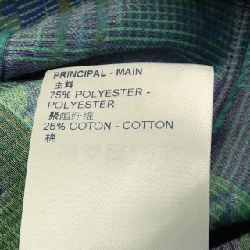 PRINCIPAL - MAIN
主料
75% POLYESTER -
POLYESTER
聚酯纤维
25% COTON - COTTON
棉